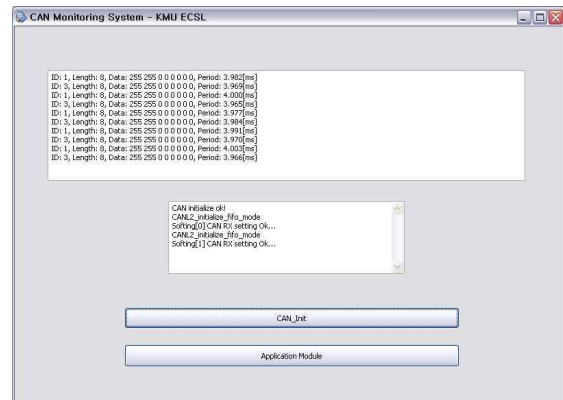 CAN Monitoring System - KMU ECSL
ID: 1, Length: 8, Data: 255 255 0 0 0 0 0 0, Period: 3.982[ms]
ID: 3, Length: 8, Data: 255 255 0 0 0 0 0 0, Period: 3.969[ms]
ID: 1, Length: 8, Data: 255 255 0 0 0 0 0 0, Period: 4.000[ms]
ID: 3, Length: 8, Data: 255 255 0 0 0 0 0 0, Period: 3.965[ms]
ID: 1, Length: 8, Data: 255 255 0 0 0 0 0 0, Period: 3.977[ms]
ID: 3, Length: 8, Data: 255 255 0 0 0 0 0 0, Period: 3.984[ms]
ID: 1, Length: 8, Data: 255 255 0 0 0 0 0 0, Period: 3.991[ms]
ID: 3, Length: 8, Data: 255 255 0 0 0 0 0 0, Period: 3.970[ms]
ID: 1, Length: 8, Data: 255 255 0 0 0 0 0 0, Period: 4.003[ms]
ID: 3, Length: 8, Data: 255 255 0 0 0 0 0 0, Period: 3.966[ms]
CAN initialize ok!
CANL2_initialize_fifo_mode
Softing[0] CAN RX setting Ok...
CANL2_initialize_fifo_mode
Softing[1] CAN RX setting Ok...
CAN_Init
Application Module